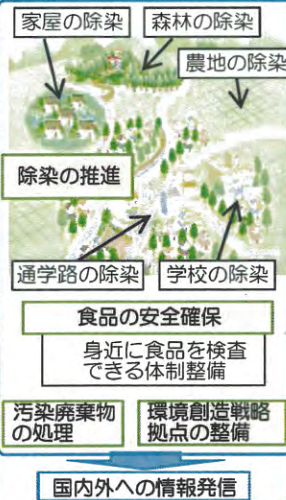 家屋の除染
森林の除染
農地の除染
除染の推進
通学路の除染
学校の除染
食品の安全確保
身近に食品を検査
できる体制整備
汚染廃棄物
の処理
環境創造戦略
拠点の整備
国内外への情報発信